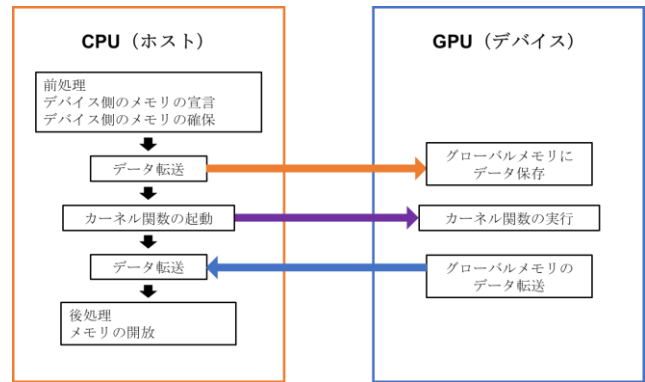 CPU（ホスト）
GPU（デバイス）
前処理
デバイス側のメモリの宣言
デバイス側のメモリの確保
データ転送
グローバルメモリに
データ保存
カーネル関数の起動
カーネル関数の実行
データ転送
グローバルメモリの
データ転送
後処理
メモリの開放